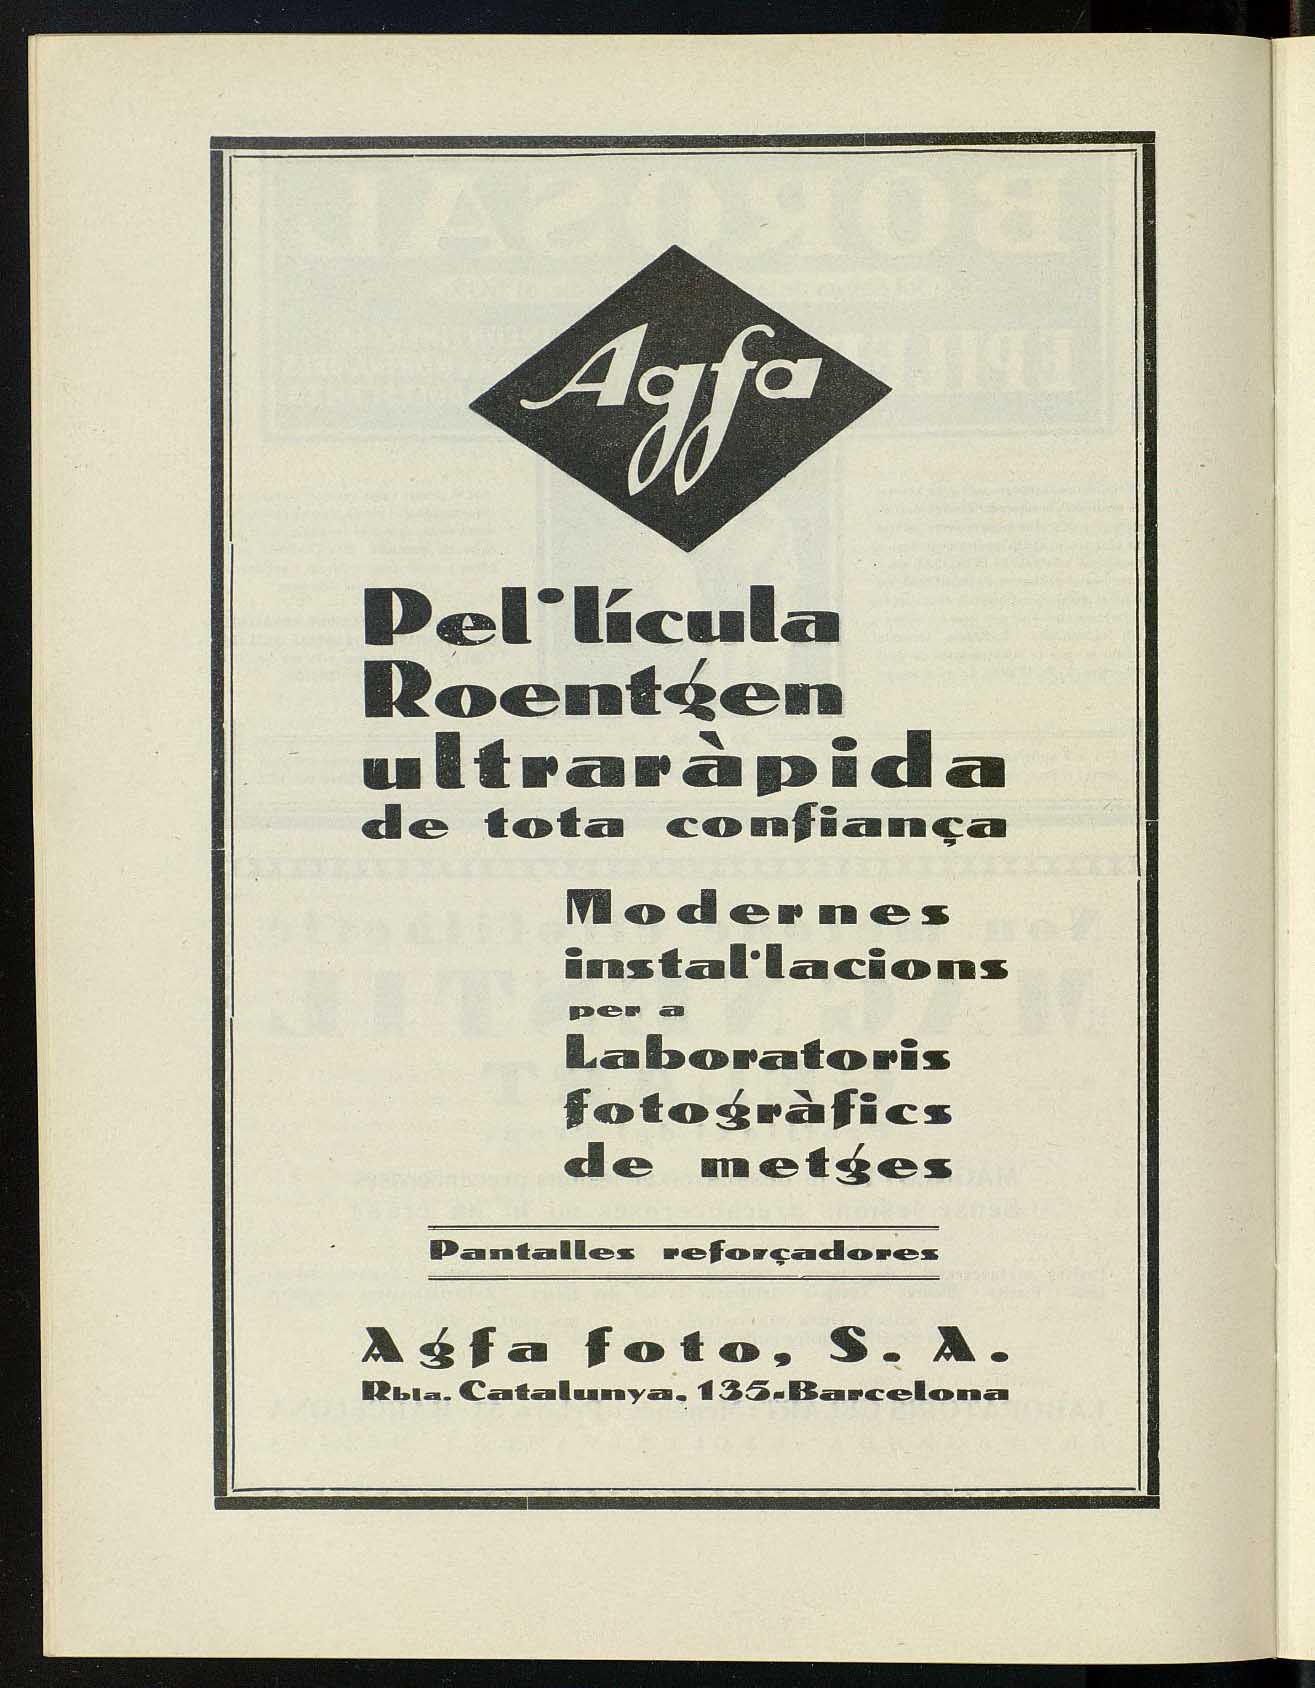 Agfa
Pel·lícula
Roentgen
ultraràpida
de tota confiança
Modernes
instal·lacions
per a
Laboratoris
fotogràfics
de metges
Pantalles reforçadores
Agfa foto, S. A.
Rbla. Catalunya, 135-Barcelona